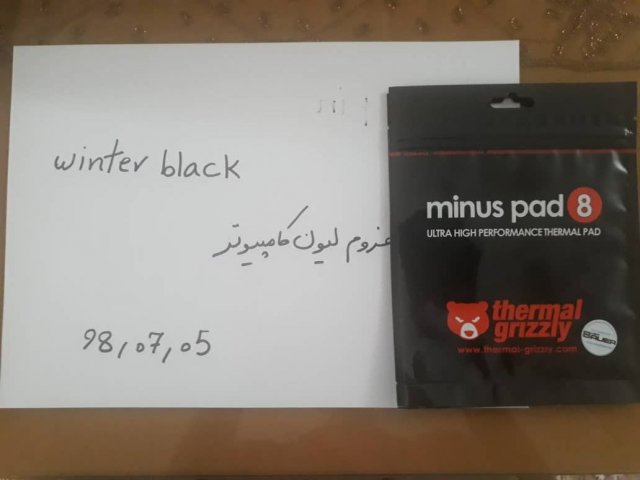 winter black
لیون کامپیوتر
98,07,05
minus pad 8
ULTRA HIGH PERFORMANCE THERMAL PAD
thermal
grizzly
www.thermal-grizzly.com
BAUER